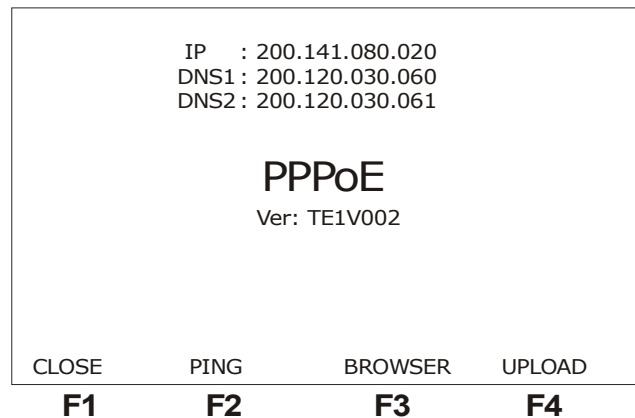 IP : 200.141.080.020
DNS1 : 200.120.030.060
DNS2 : 200.120.030.061
PPPoE
Ver: TE1V002
CLOSE PING BROWSER UPLOAD
F1 F2 F3 F4